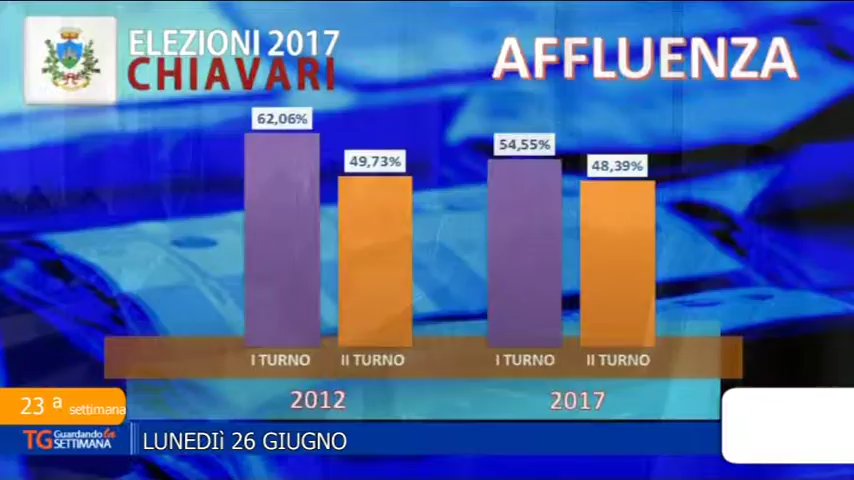 ELEZIONI 2017
CHIAVARI
AFFLUENZA
62,06%
49,73%
54,55%
48,39%
I TURNO
II TURNO
I TURNO
II TURNO
2012
2017
23 ª settimana
TG Guardando la SETTIMANA
LUNEDIì 26 GIUGNO